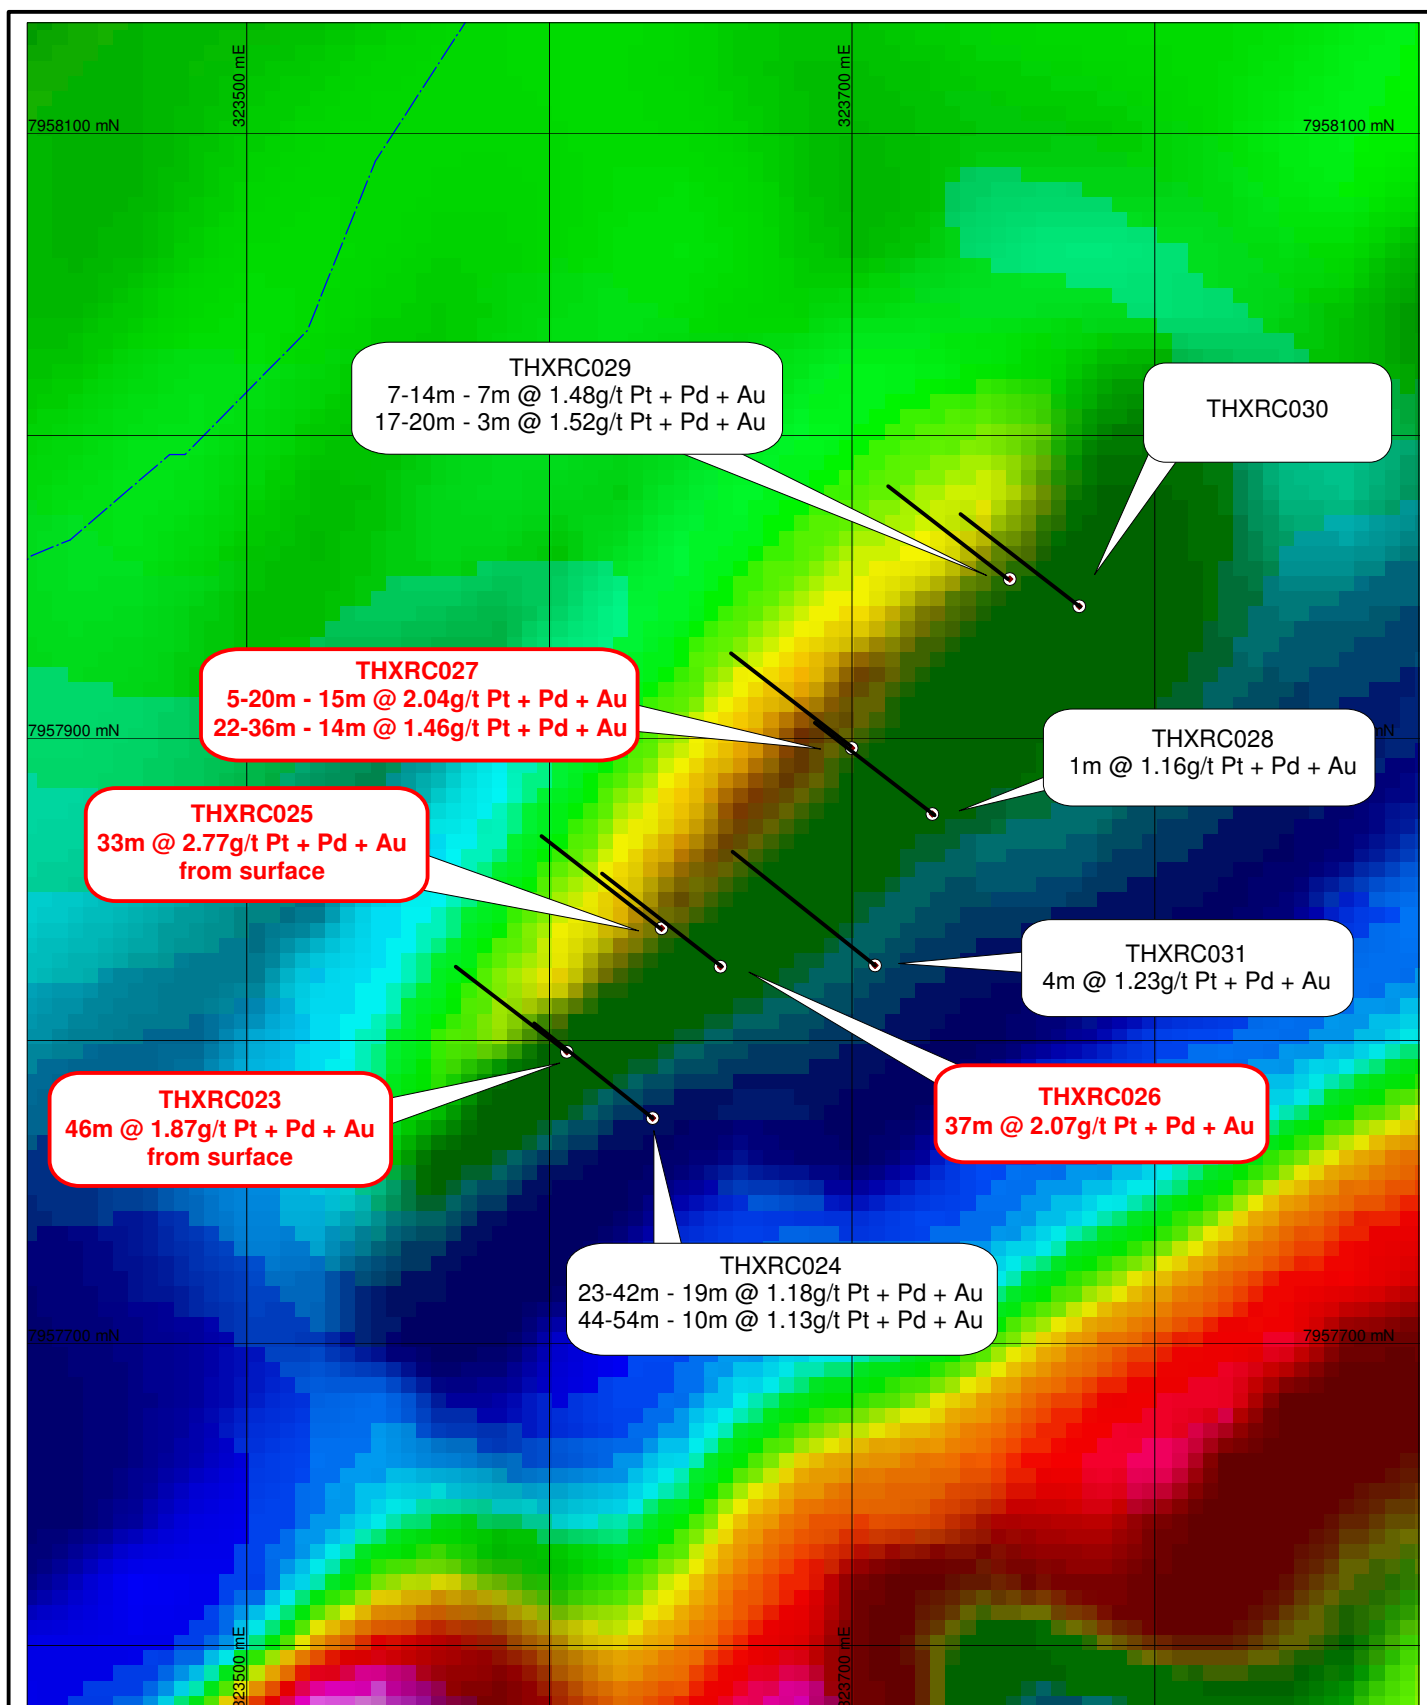 323500 mE
323700 mE
7958100 mN
7958100 mN
THXRC029
7-14m - 7m @ 1.48g/t Pt + Pd + Au
17-20m - 3m @ 1.52g/t Pt + Pd + Au
THXRC030
THXRC027
5-20m - 15m @ 2.04g/t Pt + Pd + Au
22-36m - 14m @ 1.46g/t Pt + Pd + Au
7957900 mN
mN
THXRC028
1m @ 1.16g/t Pt + Pd + Au
THXRC025
33m @ 2.77g/t Pt + Pd + Au
from surface
THXRC031
4m @ 1.23g/t Pt + Pd + Au
THXRC023
46m @ 1.87g/t Pt + Pd + Au
from surface
THXRC026
37m @ 2.07g/t Pt + Pd + Au
THXRC024
23-42m - 19m @ 1.18g/t Pt + Pd + Au
44-54m - 10m @ 1.13g/t Pt + Pd + Au
7957700 mN
7957700 mN
323500 mE
323700 mE